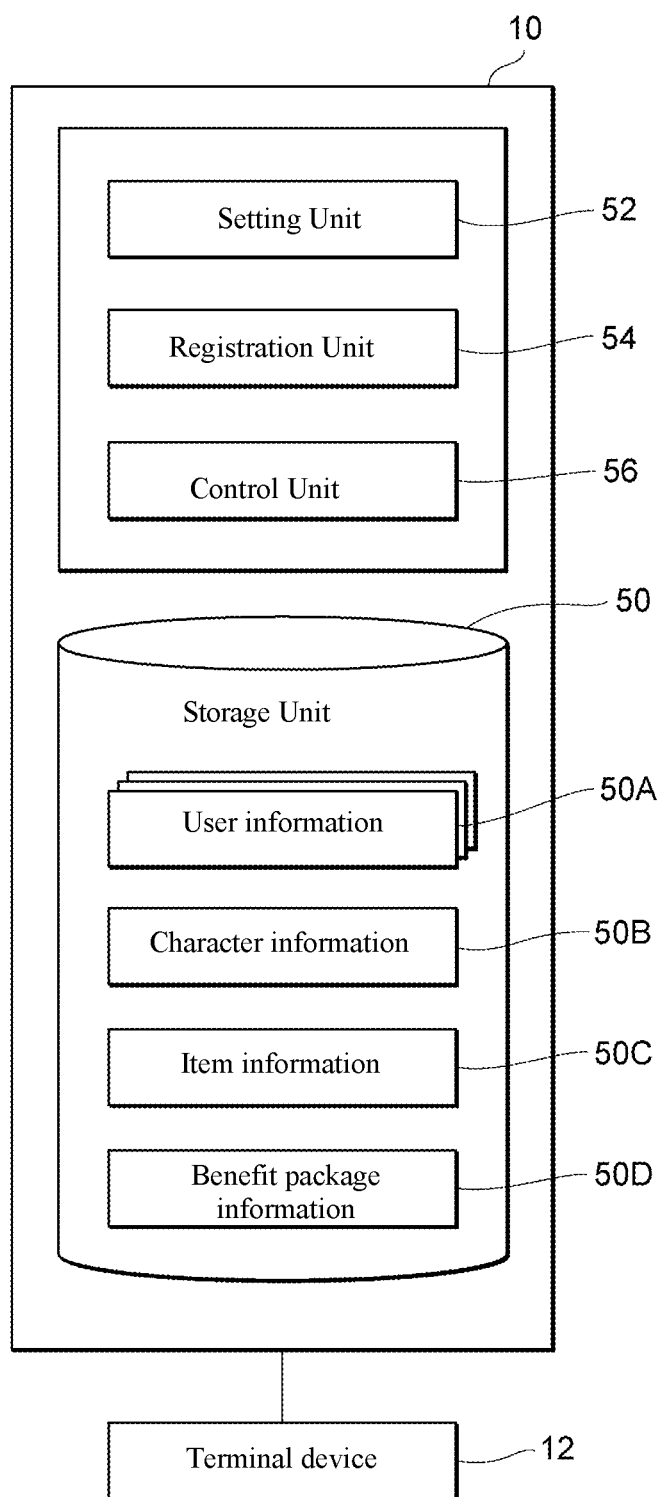 10
Setting Unit
52
Registration Unit
54
Control Unit
56
50
Storage Unit
User information
50A
Character information
50B
Item information
50C
Benefit package
information
50D
Terminal device
12